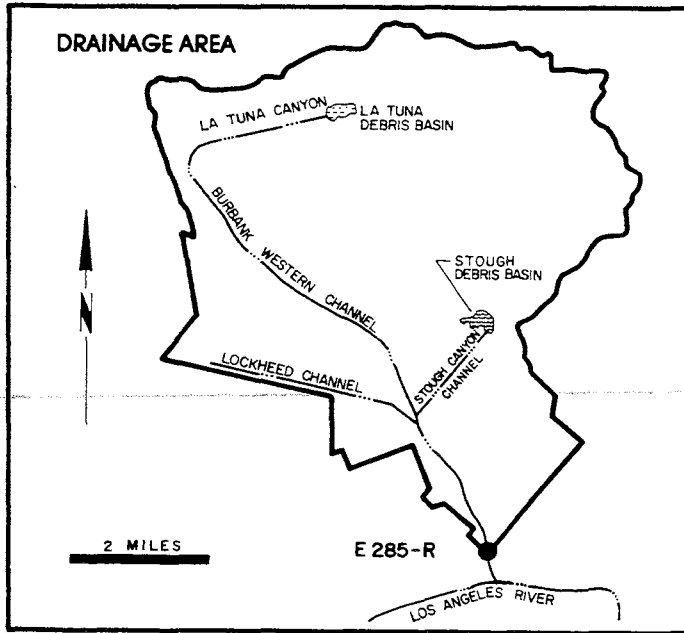 DRAINAGE AREA
LA TUNA CANYON
LA TUNA
DEBRIS BASIN
BURBANK WESTERN CHANNEL
STOUGH
DEBRIS BASIN
STOUGH CANYON
CHANNEL
LOCKHEED CHANNEL
N
2 MILES
E 285-R
LOS ANGELES RIVER